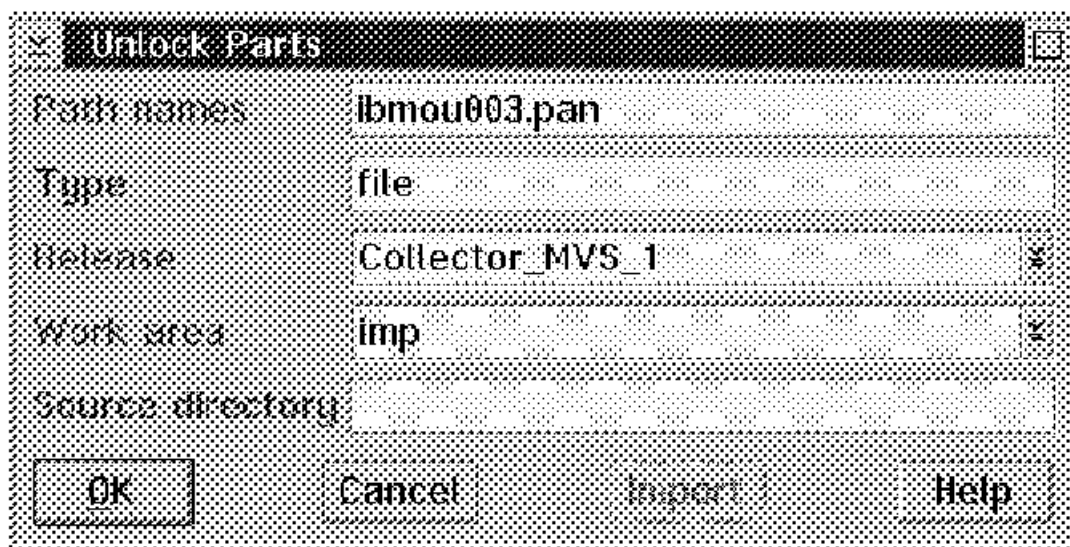 Unlock Parts
Path names ibmou003.pan
Type file
Release Collector_MVS_1
Work area imp
Source directory
OK Cancel Import Help